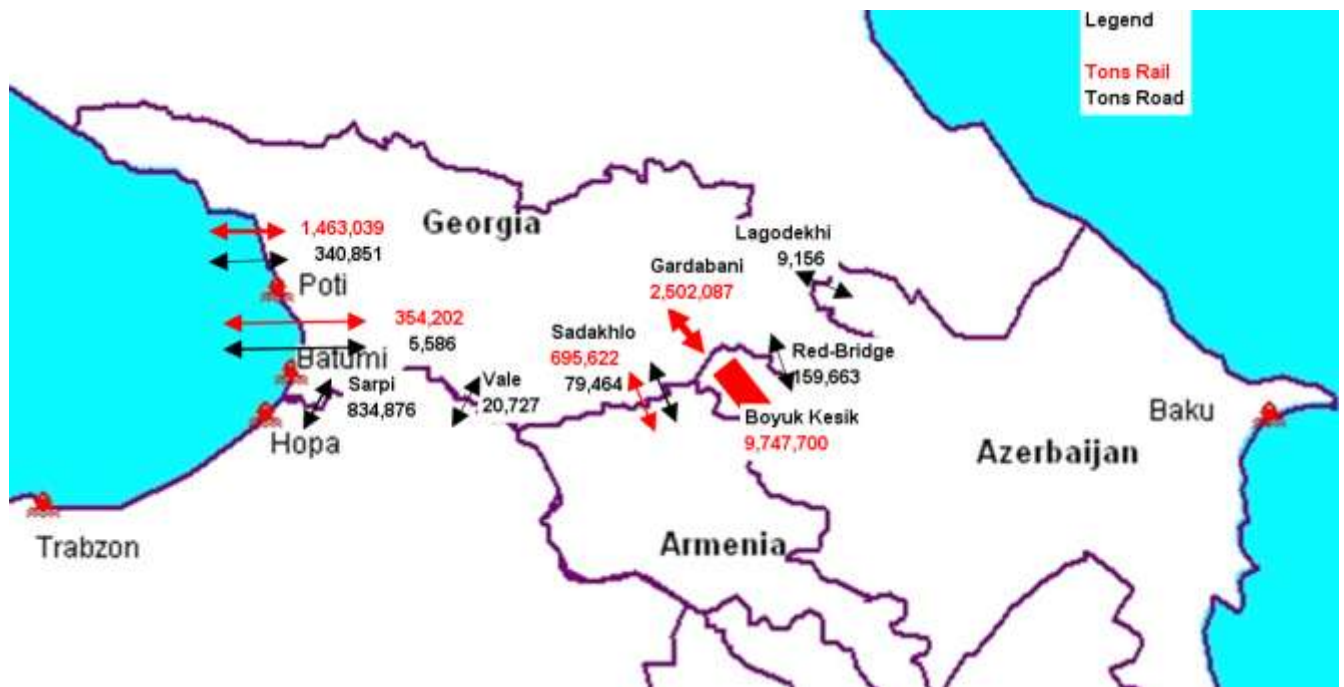 Legend
Tons Rail
Tons Road
Georgia
1,463,039
340,851
Poti
Lagodekhi
9,156
Gardabani
2,502,087
354,202
5,586
Batumi
Sadakhlo
695,622
79,464
Red-Bridge
159,663
Sarpi
834,876
Vale
20,727
Boyuk Kesik
9,747,700
Baku
Hopa
Azerbaijan
Trabzon
Armenia